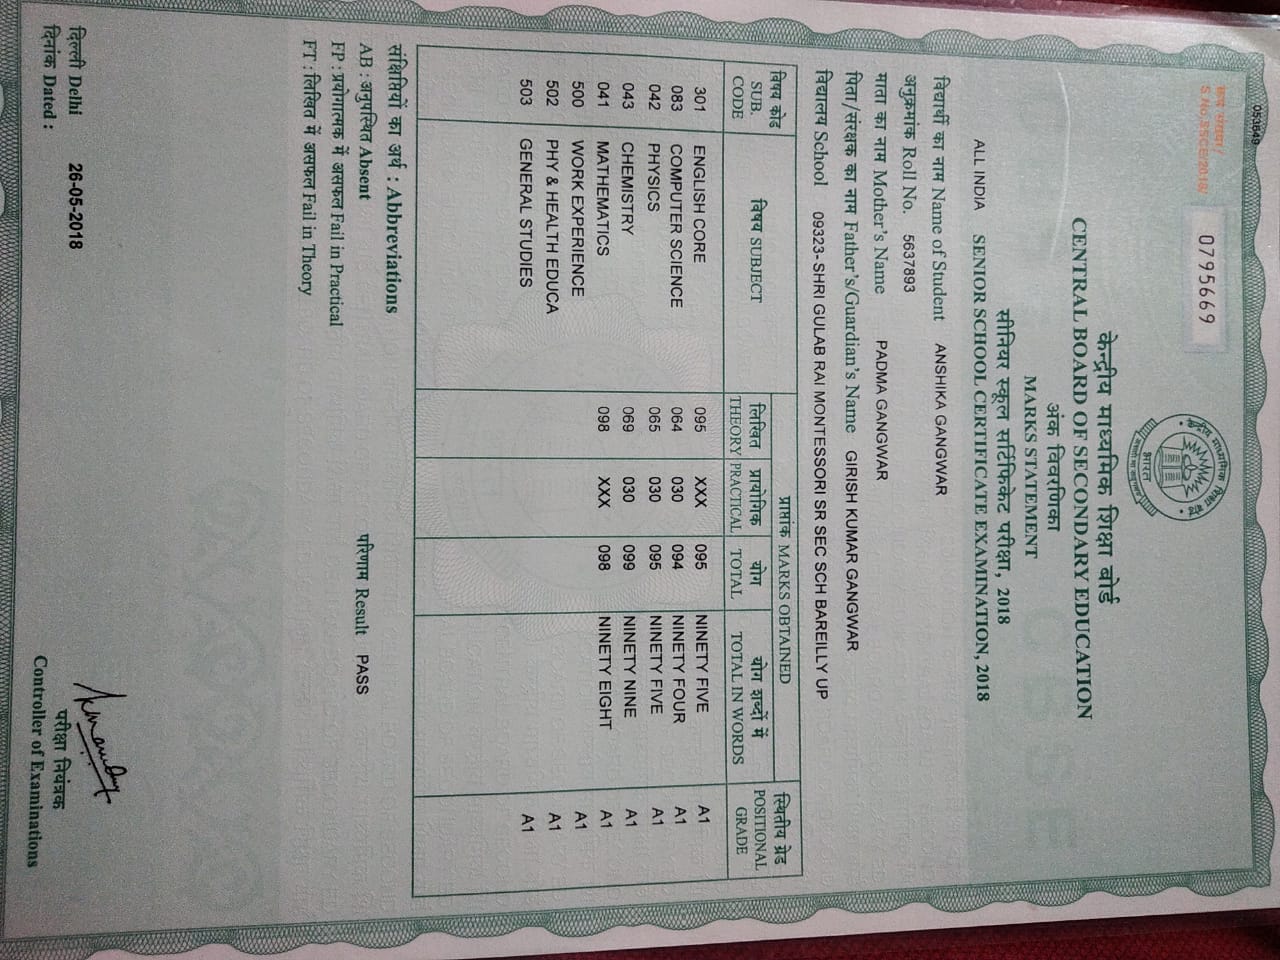 053649
क्रम संख्या/
S.No.SSCE/2018/ 0795669
केन्द्रीय माध्यमिक शिक्षा बोर्ड
भारत
असतो मा सद्गमय
केन्द्रीय माध्यमिक शिक्षा बोर्ड
CENTRAL BOARD OF SECONDARY EDUCATION
अंक विवरणिका
MARKS STATEMENT
सीनियर स्कूल सर्टिफिकेट परीक्षा, 2018
ALL INDIA SENIOR SCHOOL CERTIFICATE EXAMINATION, 2018
विद्यार्थी का नाम Name of Student ANSHIKA GANGWAR
अनुक्रमांक Roll No. 5637893
माता का नाम Mother's Name PADMA GANGWAR
पिता/संरक्षक का नाम Father's/Guardian's Name GIRISH KUMAR GANGWAR
विद्यालय School 09323- SHRI GULAB RAI MONTESSORI SR SEC SCH BAREILLY UP
विषय कोड SUB. CODE विषय SUBJECT प्राप्तांक MARKS OBTAINED स्थितीय ग्रेड POSITIONAL GRADE
लिखित THEORY प्रायोगिक PRACTICAL योग TOTAL योग शब्दों में TOTAL IN WORDS
301 ENGLISH CORE 095 XXX 095 NINETY FIVE A1
083 COMPUTER SCIENCE 064 030 094 NINETY FOUR A1
042 PHYSICS 065 030 095 NINETY FIVE A1
043 CHEMISTRY 069 030 099 NINETY NINE A1
041 MATHEMATICS 098 XXX 098 NINETY EIGHT A1
500 WORK EXPERIENCE A1
502 PHY & HEALTH EDUCA A1
503 GENERAL STUDIES A1
संक्षिप्तियों का अर्थ : Abbreviations
AB : अनुपस्थित Absent परिणाम Result PASS
FP : प्रयोगात्मक में असफल Fail in Practical
FT : लिखित में असफल Fail in Theory
दिल्ली Delhi 26-05-2018
दिनांक Dated :
परीक्षा नियंत्रक
Controller of Examinations